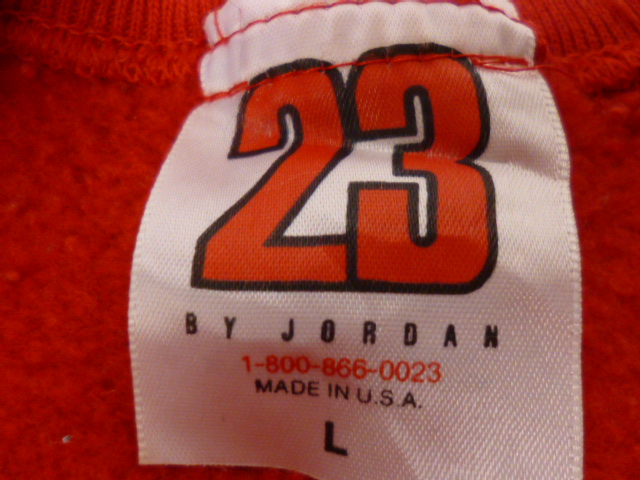 23
BY JORDAN
1-800-866-0023
MADE IN U.S.A.
L